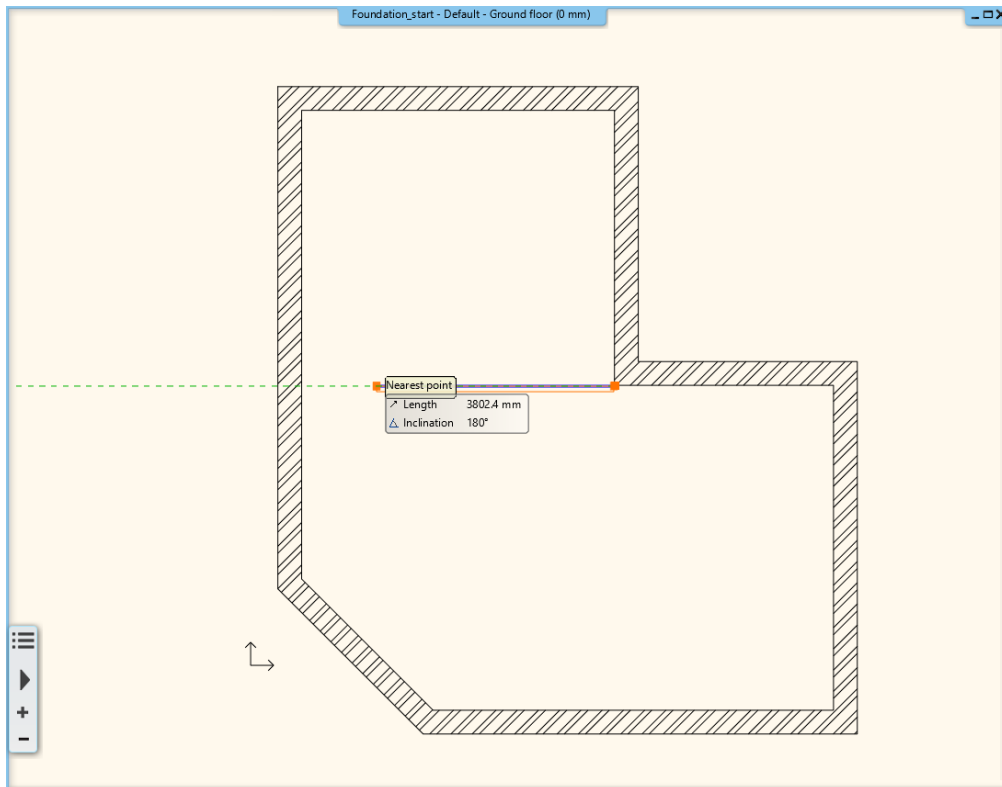 Foundation_start - Default - Ground floor (0 mm)
Nearest point
Length 3802.4 mm
Inclination 180°